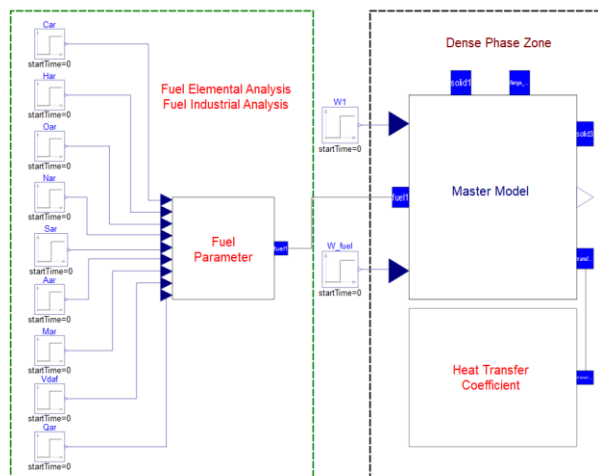 Car
startTime=0
Har
startTime=0
Oar
startTime=0
Nar
startTime=0
Sar
startTime=0
Aar
startTime=0
Mar
startTime=0
Vdaf
startTime=0
Qar
startTime=0
Fuel Elemental Analysis
Fuel Industrial Analysis
Fuel
Parameter
fuel1
Dense Phase Zone
W1
startTime=0
W_fuel
startTime=0
solid1
fuel1
Master Model
solid3
Heat Transfer
Coefficient